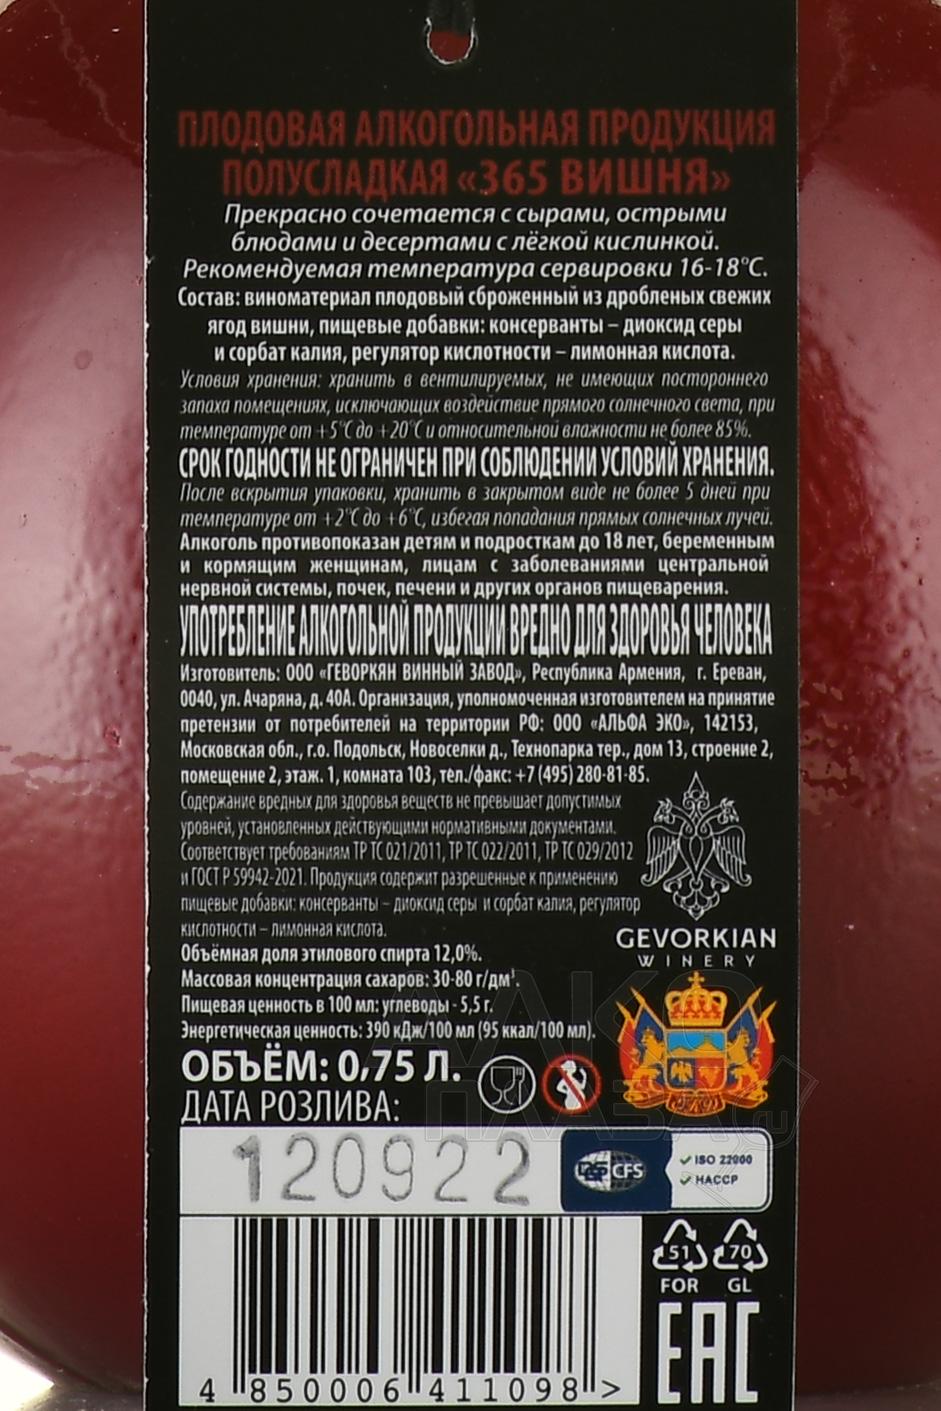 ПЛОДОВАЯ АЛКОГОЛЬНАЯ ПРОДУКЦИЯ
ПОЛУСЛАДКАЯ «365 ВИШНЯ»
Прекрасно сочетается с сырами, острыми
блюдами и десертами с лёгкой кислинкой.
Рекомендуемая температура сервировки 16-18°С.
Состав: виноматериал плодовый сброженный из дробленых свежих
ягод вишни, пищевые добавки: консерванты – диоксид серы
и сорбат калия, регулятор кислотности – лимонная кислота.
Условия хранения: хранить в вентилируемых, не имеющих постороннего
запаха помещениях, исключающих воздействие прямого солнечного света, при
температуре от +5°С до +20°С и относительной влажности не более 85%.
СРОК ГОДНОСТИ НЕ ОГРАНИЧЕН ПРИ СОБЛЮДЕНИИ УСЛОВИЙ ХРАНЕНИЯ.
После вскрытия упаковки, хранить в закрытом виде не более 5 дней при
температуре от +2°С до +6°С, избегая попадания прямых солнечных лучей.
Алкоголь противопоказан детям и подросткам до 18 лет, беременным
и кормящим женщинам, лицам с заболеваниями центральной
нервной системы, почек, печени и других органов пищеварения.
УПОТРЕБЛЕНИЕ АЛКОГОЛЬНОЙ ПРОДУКЦИИ ВРЕДНО ДЛЯ ЗДОРОВЬЯ ЧЕЛОВЕКА
Изготовитель: ООО «ГЕВОРКЯН ВИННЫЙ ЗАВОД», Республика Армения, г. Ереван,
0040, ул. Ачаряна, д. 40А. Организация, уполномоченная изготовителем на принятие
претензии от потребителей на территории РФ: ООО «АЛЬФА ЭКО», 142153,
Московская обл., г.о. Подольск, Новоселки д., Технопарка тер., дом 13, строение 2,
помещение 2, этаж. 1, комната 103, тел./факс: +7 (495) 280-81-85.
Содержание вредных для здоровья веществ не превышает допустимых
уровней, установленных действующими нормативными документами.
Соответствует требованиям ТР ТС 021/2011, ТР ТС 022/2011, ТР ТС 029/2012
и ГОСТ Р 59942-2021. Продукция содержит разрешенные к применению
пищевые добавки: консерванты – диоксид серы и сорбат калия, регулятор
кислотности – лимонная кислота.
GEVORKIAN
WINERY
Объёмная доля этилового спирта 12,0%.
Массовая концентрация сахаров: 30-80 г/дм³.
Пищевая ценность в 100 мл: углеводы - 5,5 г.
Энергетическая ценность: 390 кДж/100 мл (95 ккал/100 мл).
ОБЪЁМ: 0,75 Л.
ДАТА РОЗЛИВА:
120922
CFS
ISO 22000
HACCP
51 70
FOR GL
EAC
4 850006 411098 >
АЛКО
ПЛАЗА
.ru